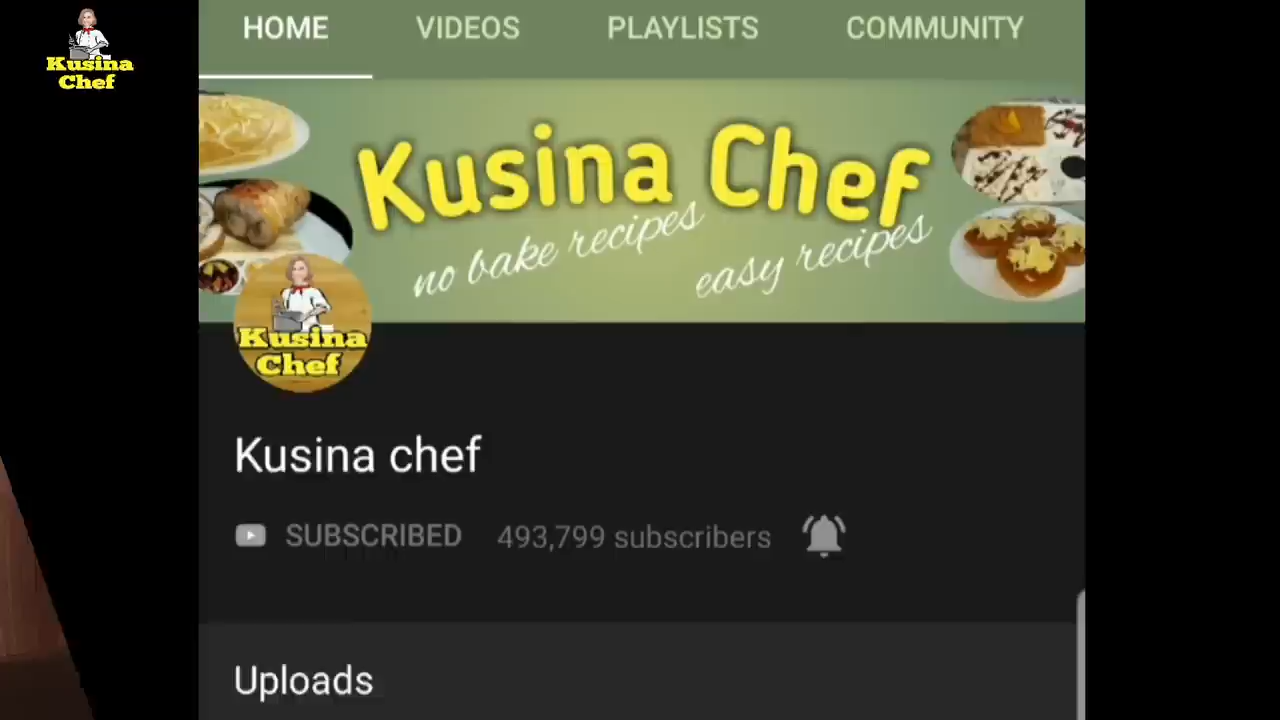 Kusina
Chef
HOME VIDEOS PLAYLISTS COMMUNITY
Kusina Chef
no bake recipes
easy recipes
Kusina
Chef
Kusina chef
SUBSCRIBED 493,799 subscribers
Uploads